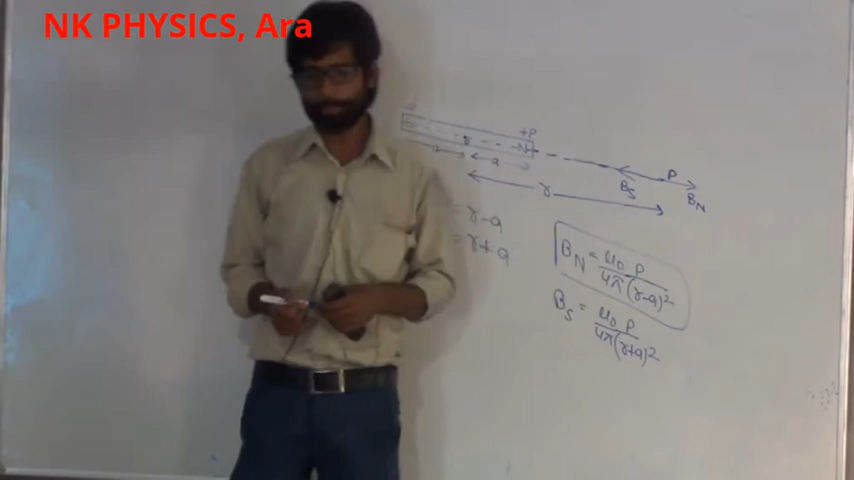 NK PHYSICS, Ara
+P
N
a a
r
B_S P B_N
= r-a
= r+a
B_N = μ0 P / 4π (r-a)²
B_S = μ0 P / 4π (r+a)²